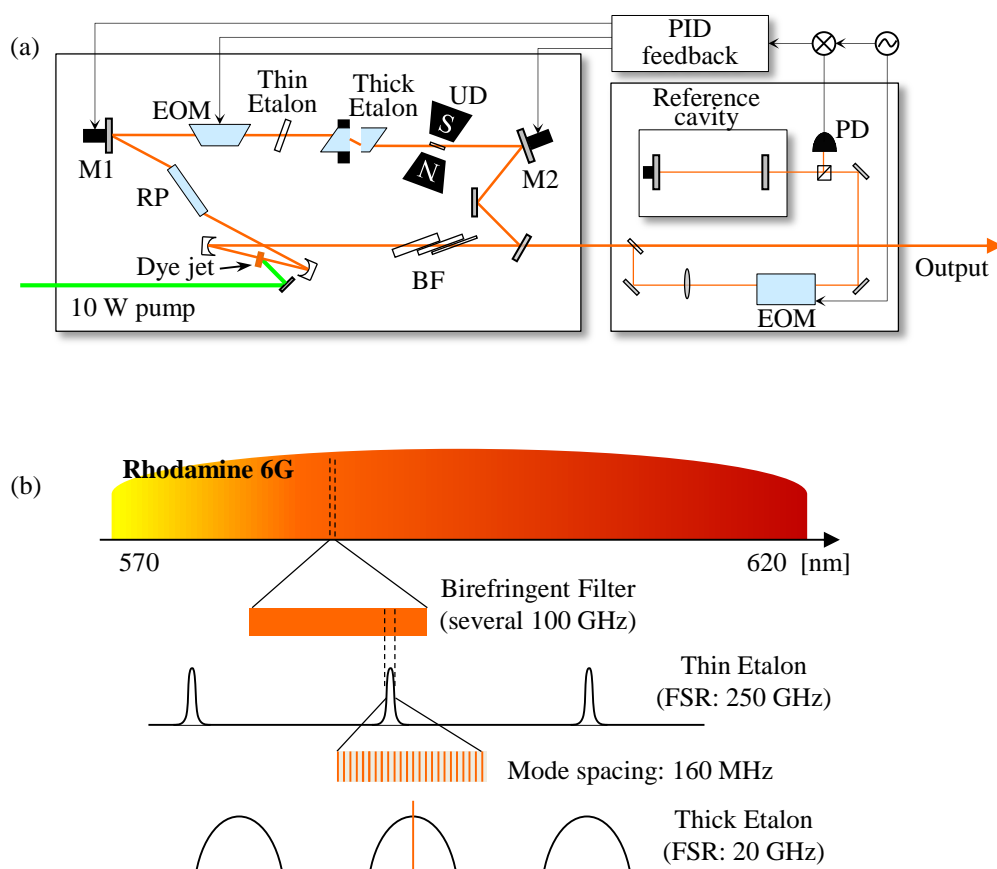 (a)
PID
feedback
Thin
Etalon
Thick
Etalon
UD
EOM
S
N
M1
M2
RP
Reference
cavity
PD
Dye jet
BF
10 W pump
EOM
Output
(b)
Rhodamine 6G
570
620 [nm]
Birefringent Filter
(several 100 GHz)
Thin Etalon
(FSR: 250 GHz)
Mode spacing: 160 MHz
Thick Etalon
(FSR: 20 GHz)